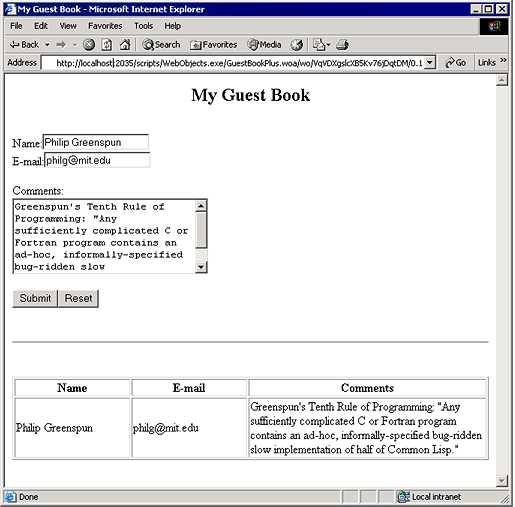 My Guest Book - Microsoft Internet Explorer
File Edit View Favorites Tools Help
Back Search Favorites Media
Address http://localhost:2035/scripts/WebObjects.exe/GuestBookPlus.woa/wo/VqVDXgslcXB5Kv76jDqtDM/0.1 Go Links »
My Guest Book
Name: Philip Greenspun
E-mail: philg@mit.edu
Comments:
Greenspun's Tenth Rule of
Programming: "Any
sufficiently complicated C or
Fortran program contains an
ad-hoc, informally-specified
bug-ridden slow
Submit Reset
Name E-mail Comments
Philip Greenspun philg@mit.edu Greenspun's Tenth Rule of Programming: "Any
sufficiently complicated C or Fortran program
contains an ad-hoc, informally-specified bug-ridden
slow implementation of half of Common Lisp."
Done Local intranet